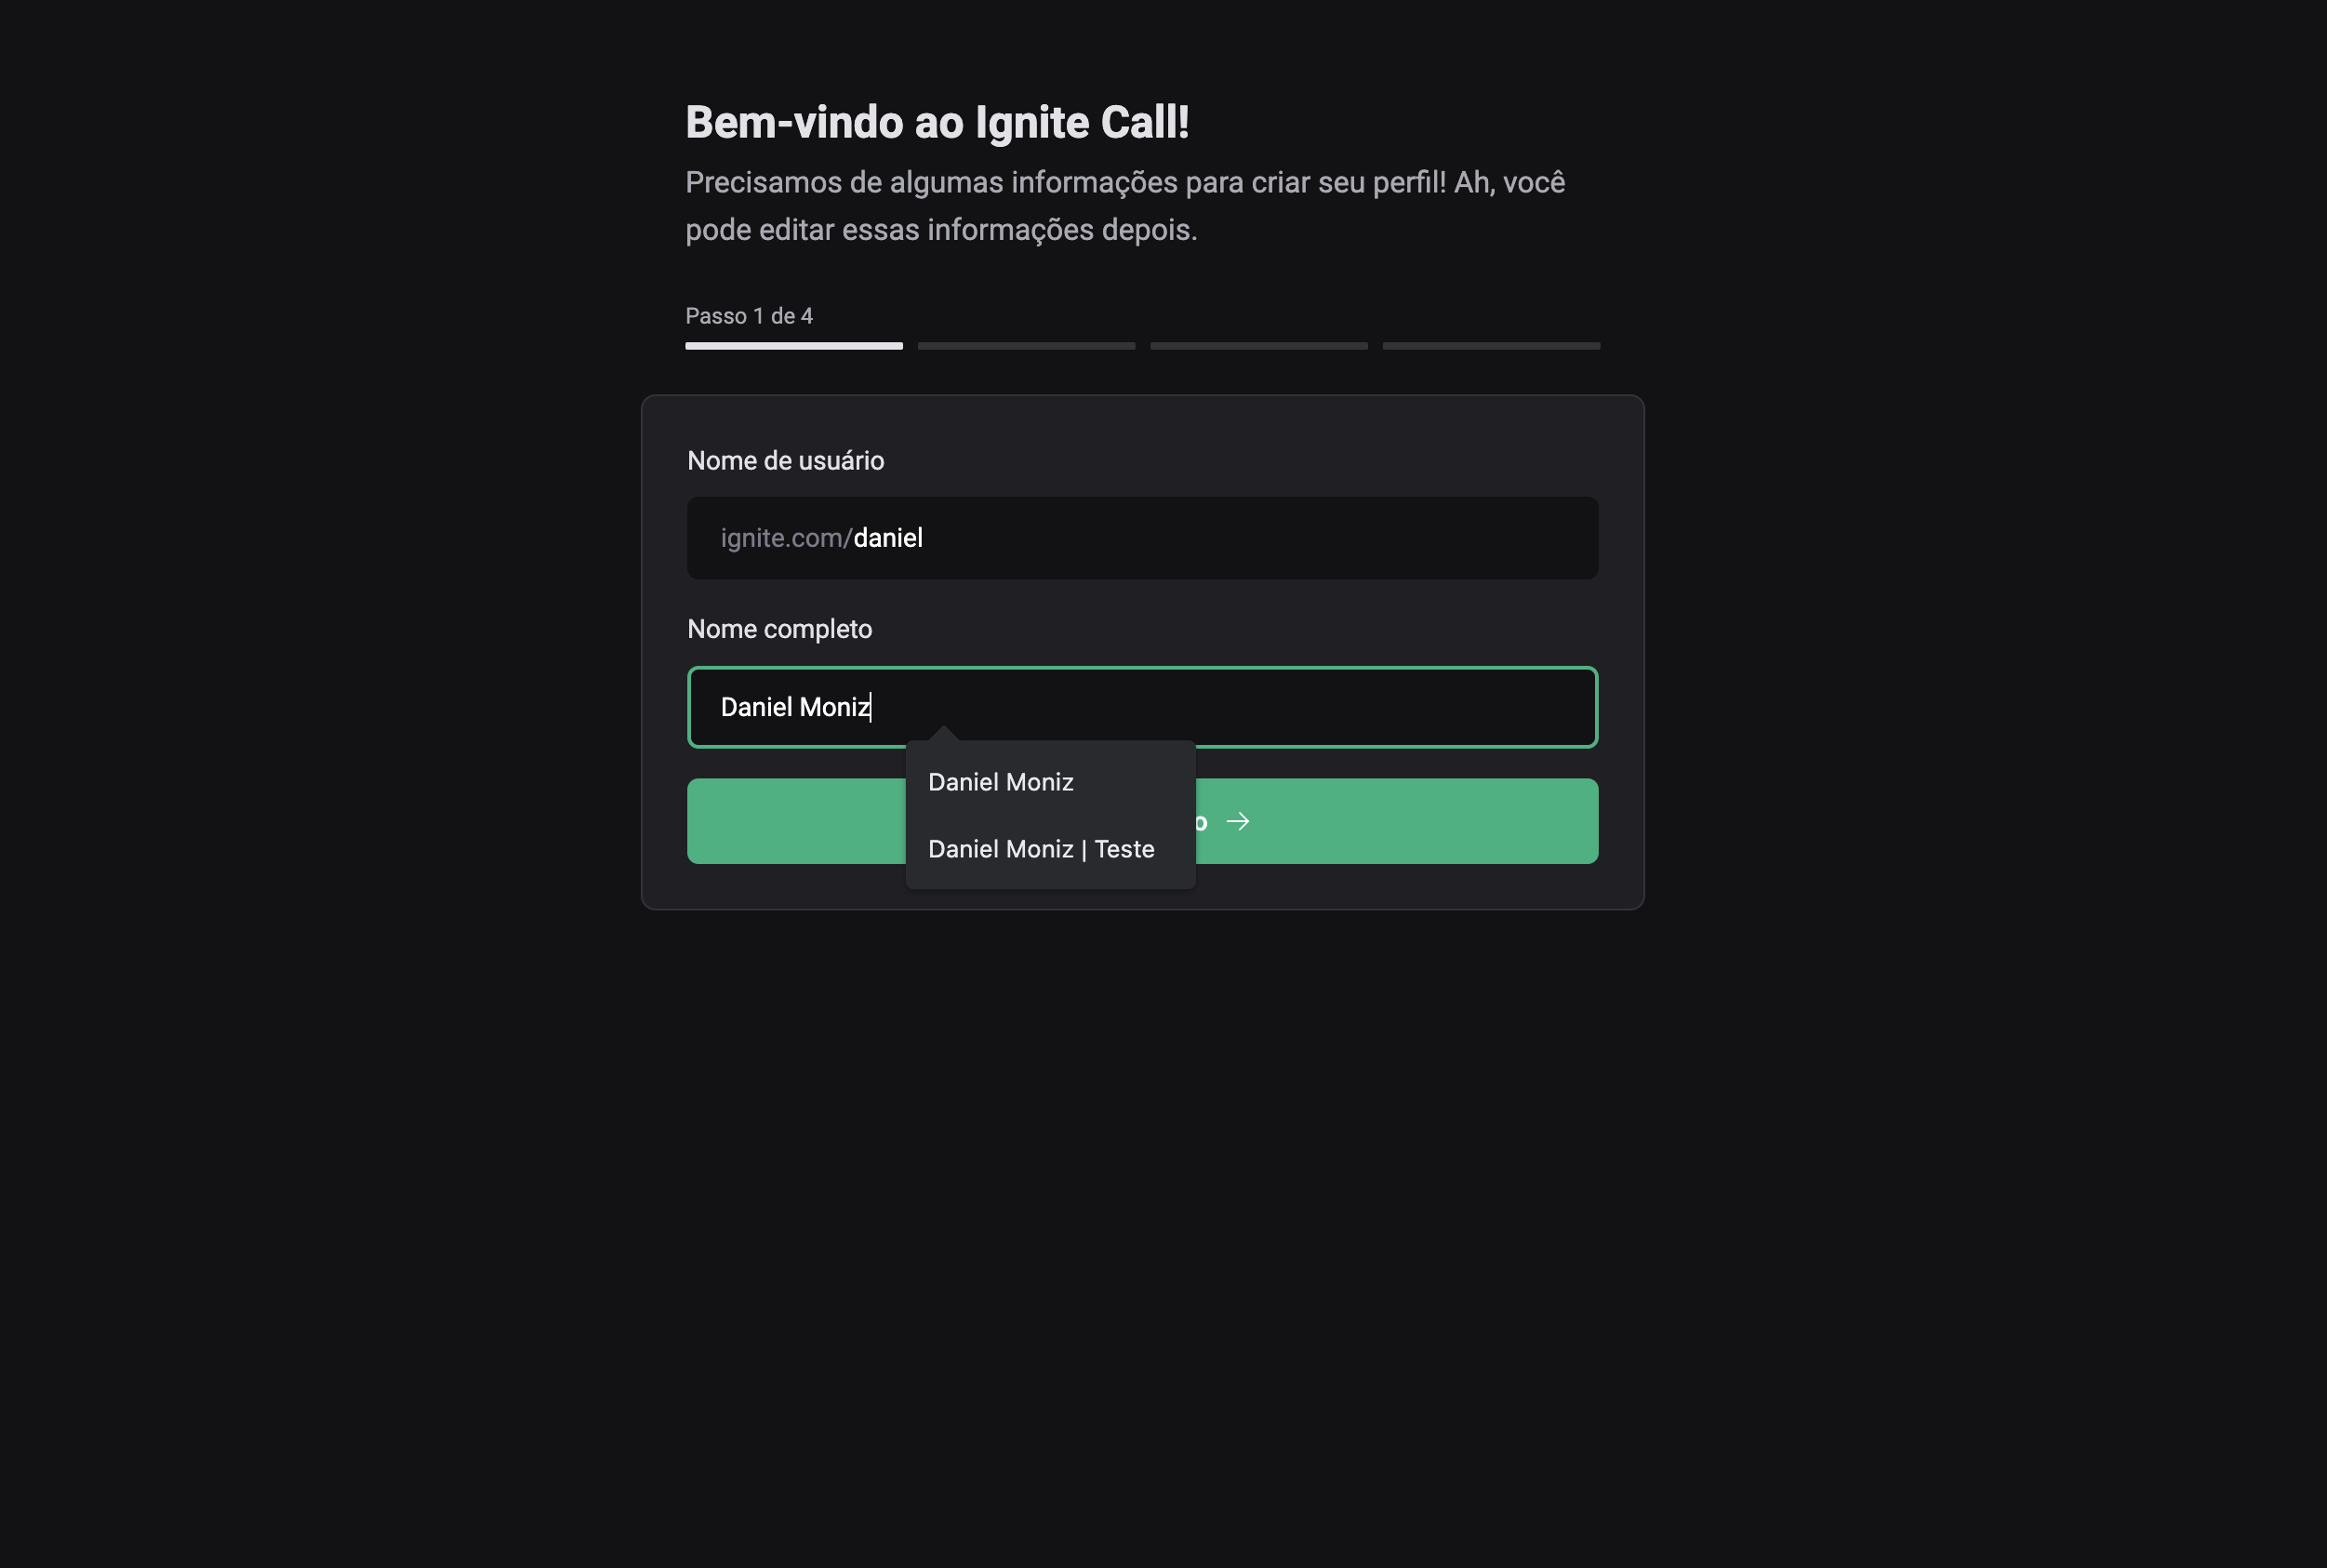 Bem-vindo ao Ignite Call!
Precisamos de algumas informações para criar seu perfil! Ah, você
pode editar essas informações depois.
Passo 1 de 4
Nome de usuário
ignite.com/daniel
Nome completo
Daniel Moniz
Daniel Moniz
Daniel Moniz | Teste